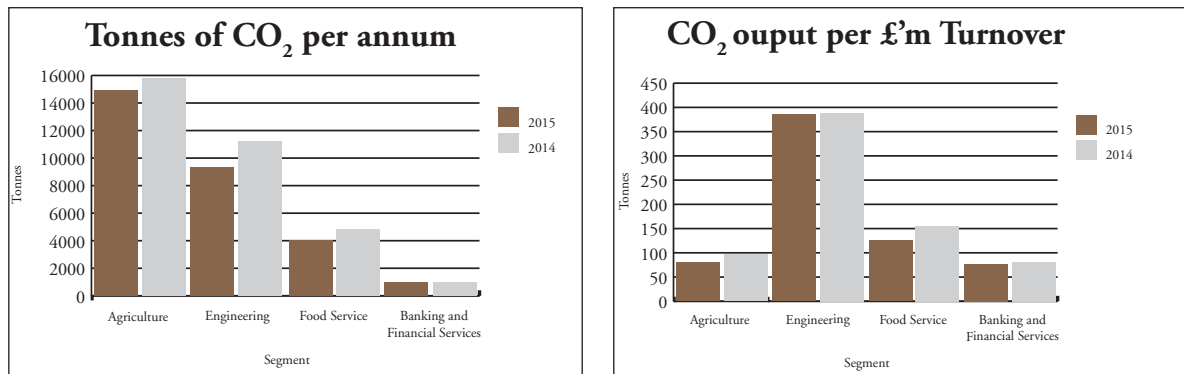 Tonnes of CO2 per annum
16000
14000
12000
10000
8000
6000
4000
2000
0
Tonnes
Agriculture
Engineering
Food Service
Banking and
Financial Services
Segment
2015
2014
CO2 ouput per £'m Turnover
450
400
350
300
250
200
150
100
50
0
Tonnes
Agriculture
Engineering
Food Service
Banking and
Financial Services
Segment
2015
2014